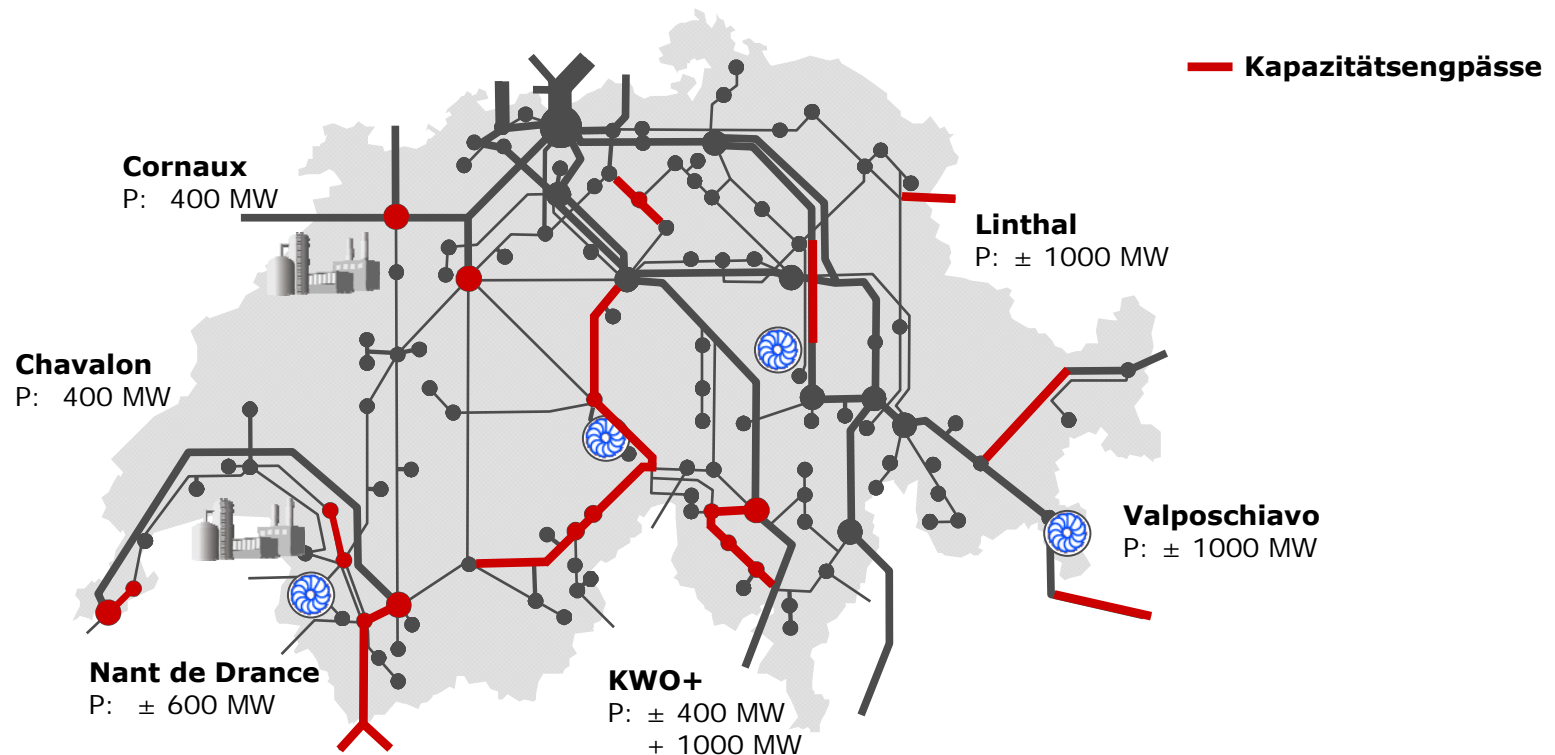 Kapazitätsengpässe
Cornaux
P: 400 MW
Linthal
P: ± 1000 MW
Chavalon
P: 400 MW
Valposchiavo
P: ± 1000 MW
Nant de Drance
P: ± 600 MW
KWO+
P: ± 400 MW
+ 1000 MW